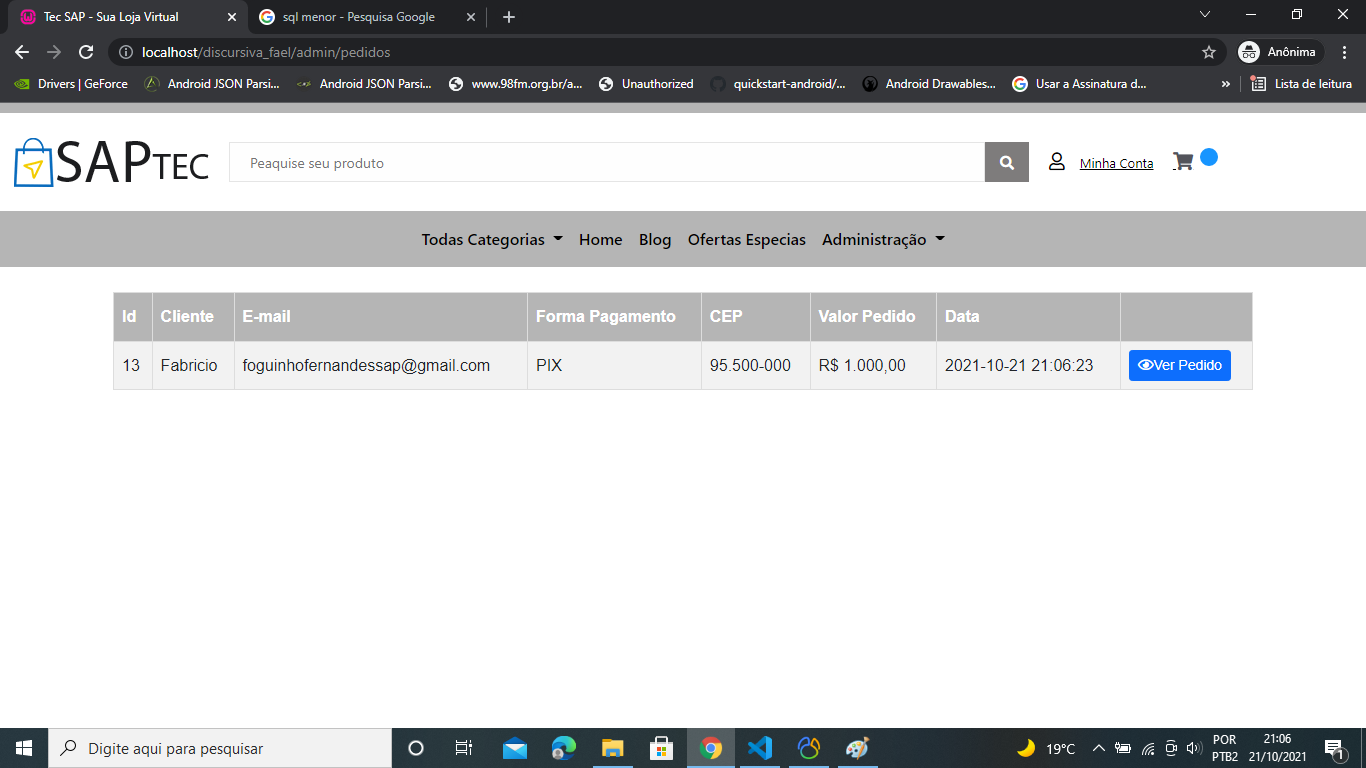 Tec SAP - Sua Loja Virtual
sql menor - Pesquisa Google
localhost/discursiva_fael/admin/pedidos
Anônima
Drivers | GeForce
Android JSON Parsi...
Android JSON Parsi...
www.98fm.org.br/a...
Unauthorized
quickstart-android/...
Android Drawables...
Usar a Assinatura d...
»
Lista de leitura
SAPTEC
Peaquise seu produto
Minha Conta
Todas Categorias
Home
Blog
Ofertas Especias
Administração
Id Cliente E-mail Forma Pagamento CEP Valor Pedido Data
13 Fabricio foguinhofernandessap@gmail.com PIX 95.500-000 R$ 1.000,00 2021-10-21 21:06:23 Ver Pedido
Digite aqui para pesquisar
19°C
POR
PTB2
21:06
21/10/2021
1